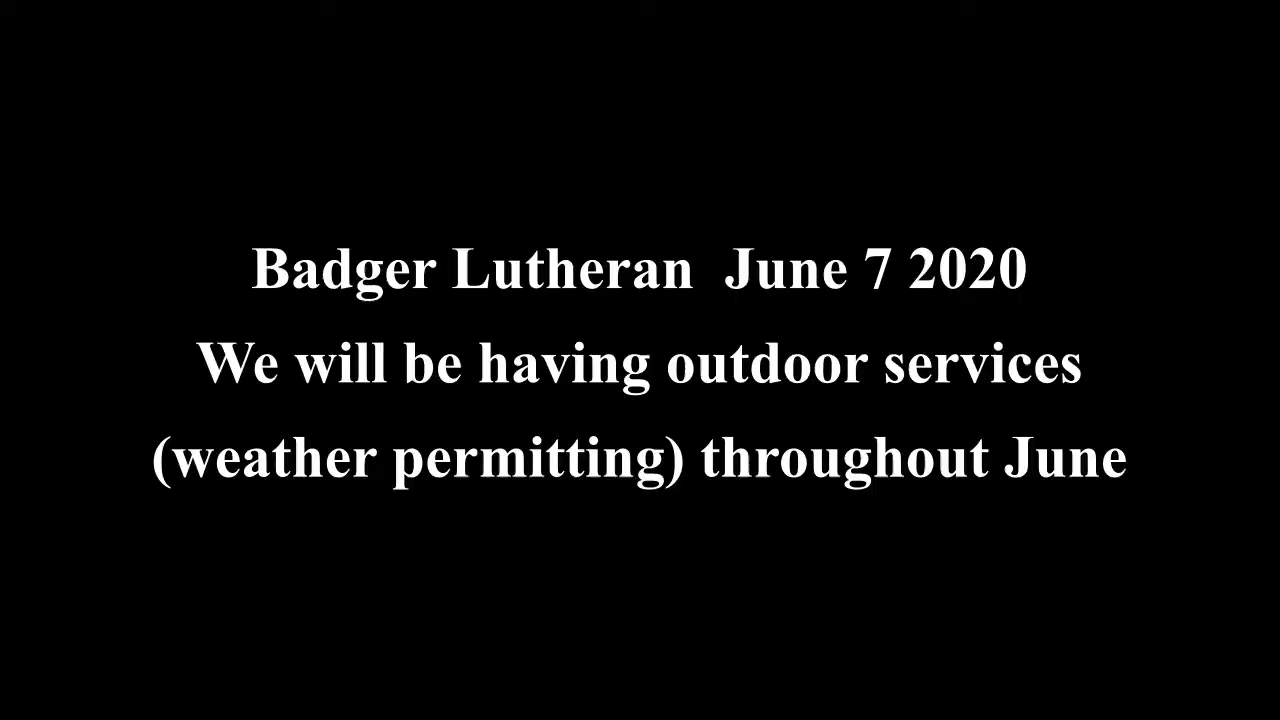 Badger Lutheran  June 7 2020
We will be having outdoor services
(weather permitting) throughout June